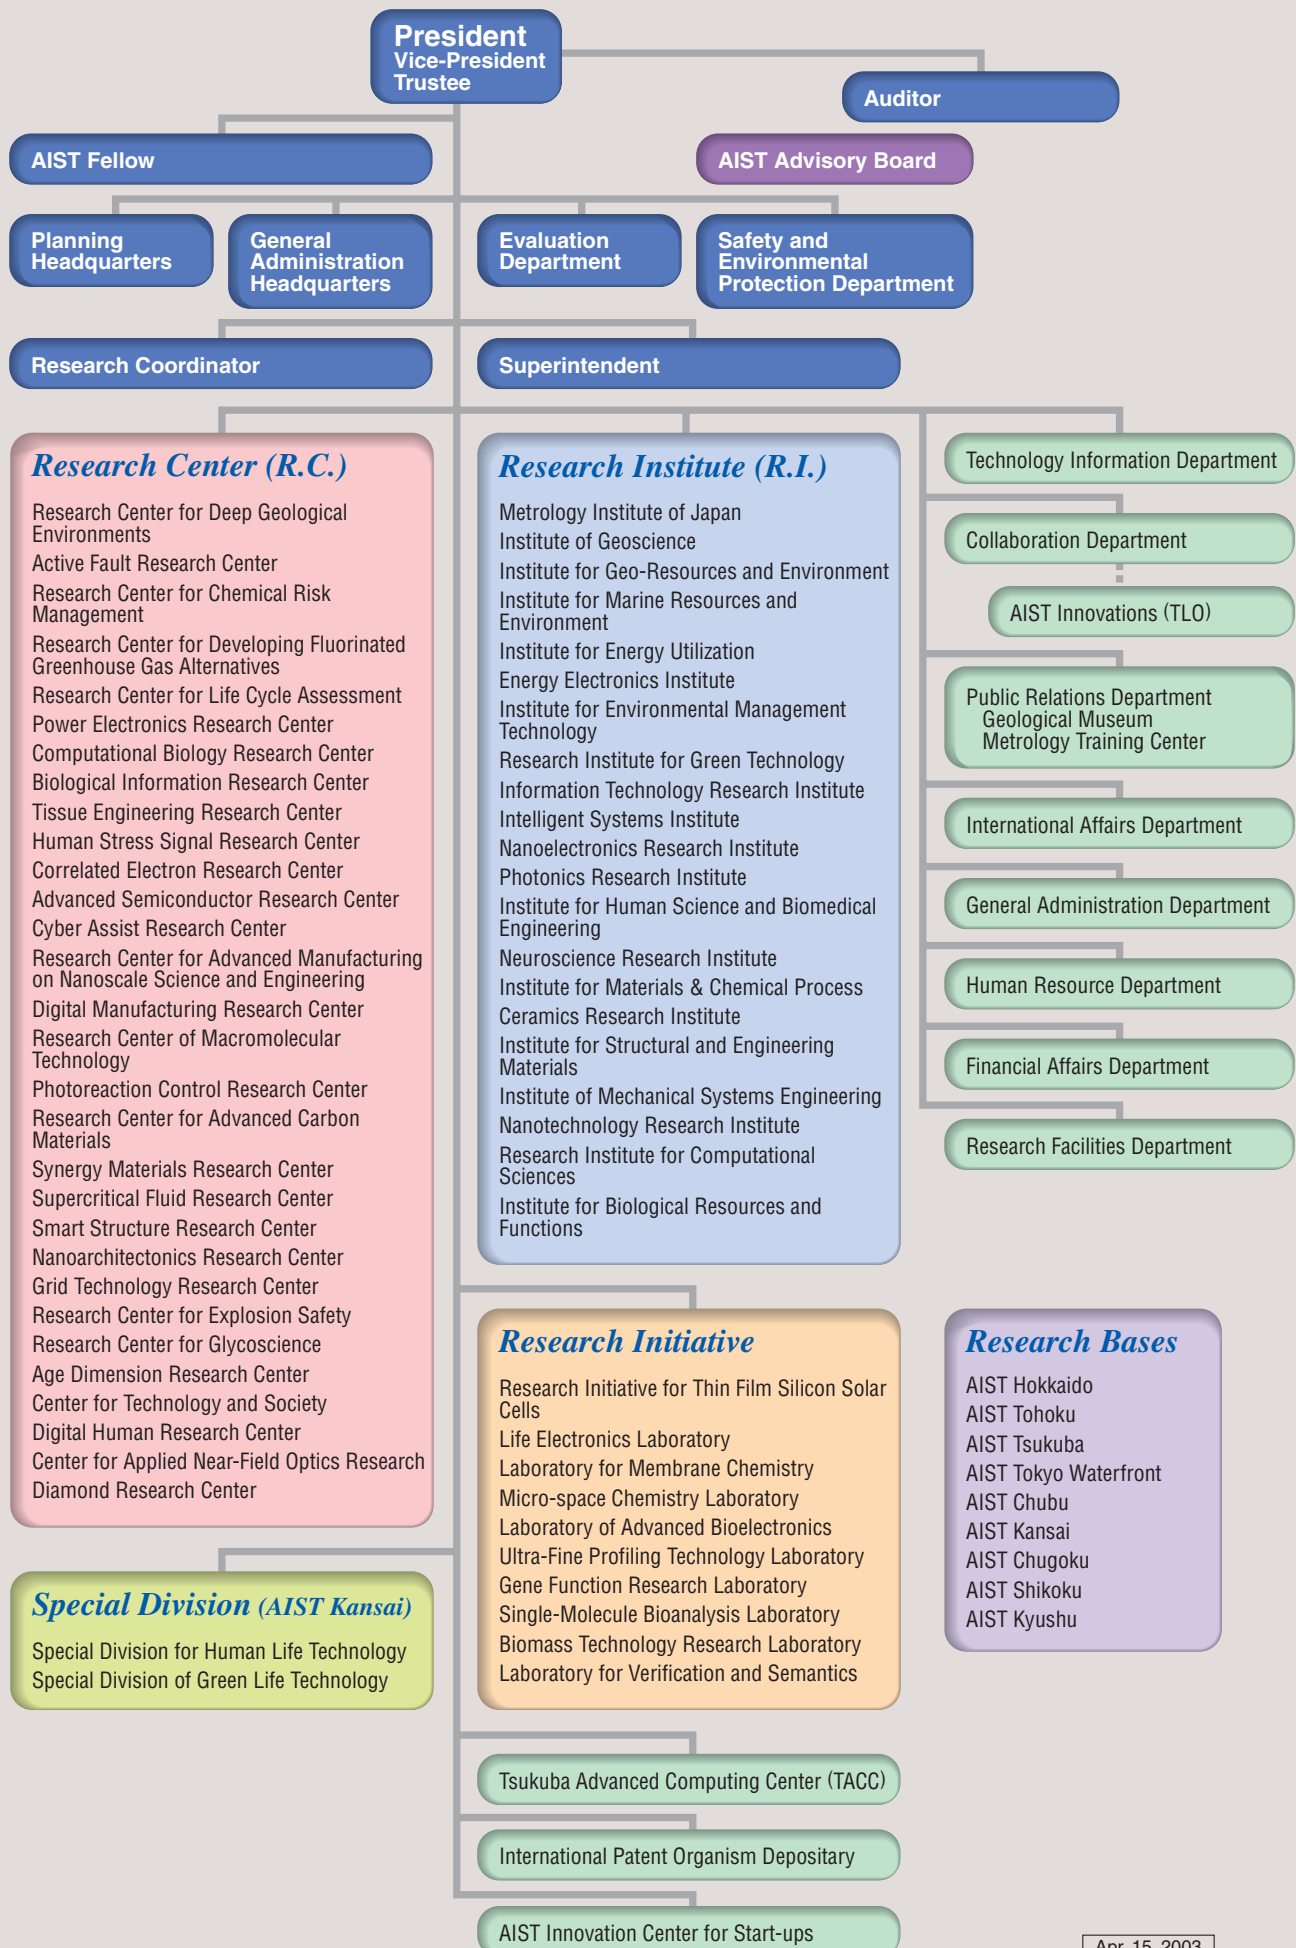 President
Vice-President
Trustee
Auditor
AIST Fellow
AIST Advisory Board
Planning
Headquarters
General
Administration
Headquarters
Evaluation
Department
Safety and
Environmental
Protection Department
Research Coordinator
Superintendent
Research Center (R.C.)
Research Center for Deep Geological
Environments
Active Fault Research Center
Research Center for Chemical Risk
Management
Research Center for Developing Fluorinated
Greenhouse Gas Alternatives
Research Center for Life Cycle Assessment
Power Electronics Research Center
Computational Biology Research Center
Biological Information Research Center
Tissue Engineering Research Center
Human Stress Signal Research Center
Correlated Electron Research Center
Advanced Semiconductor Research Center
Cyber Assist Research Center
Research Center for Advanced Manufacturing
on Nanoscale Science and Engineering
Digital Manufacturing Research Center
Research Center of Macromolecular
Technology
Photoreaction Control Research Center
Research Center for Advanced Carbon
Materials
Synergy Materials Research Center
Supercritical Fluid Research Center
Smart Structure Research Center
Nanoarchitectonics Research Center
Grid Technology Research Center
Research Center for Explosion Safety
Research Center for Glycoscience
Age Dimension Research Center
Center for Technology and Society
Digital Human Research Center
Center for Applied Near-Field Optics Research
Diamond Research Center
Special Division (AIST Kansai)
Special Division for Human Life Technology
Special Division of Green Life Technology
Research Institute (R.I.)
Metrology Institute of Japan
Institute of Geoscience
Institute for Geo-Resources and Environment
Institute for Marine Resources and
Environment
Institute for Energy Utilization
Energy Electronics Institute
Institute for Environmental Management
Technology
Research Institute for Green Technology
Information Technology Research Institute
Intelligent Systems Institute
Nanoelectronics Research Institute
Photonics Research Institute
Institute for Human Science and Biomedical
Engineering
Neuroscience Research Institute
Institute for Materials & Chemical Process
Ceramics Research Institute
Institute for Structural and Engineering
Materials
Institute of Mechanical Systems Engineering
Nanotechnology Research Institute
Research Institute for Computational
Sciences
Institute for Biological Resources and
Functions
Research Initiative
Research Initiative for Thin Film Silicon Solar
Cells
Life Electronics Laboratory
Laboratory for Membrane Chemistry
Micro-space Chemistry Laboratory
Laboratory of Advanced Bioelectronics
Ultra-Fine Profiling Technology Laboratory
Gene Function Research Laboratory
Single-Molecule Bioanalysis Laboratory
Biomass Technology Research Laboratory
Laboratory for Verification and Semantics
Tsukuba Advanced Computing Center (TACC)
International Patent Organism Depositary
AIST Innovation Center for Start-ups
Technology Information Department
Collaboration Department
AIST Innovations (TLO)
Public Relations Department
Geological Museum
Metrology Training Center
International Affairs Department
General Administration Department
Human Resource Department
Financial Affairs Department
Research Facilities Department
Research Bases
AIST Hokkaido
AIST Tohoku
AIST Tsukuba
AIST Tokyo Waterfront
AIST Chubu
AIST Kansai
AIST Chugoku
AIST Shikoku
AIST Kyushu
Apr. 15, 2003